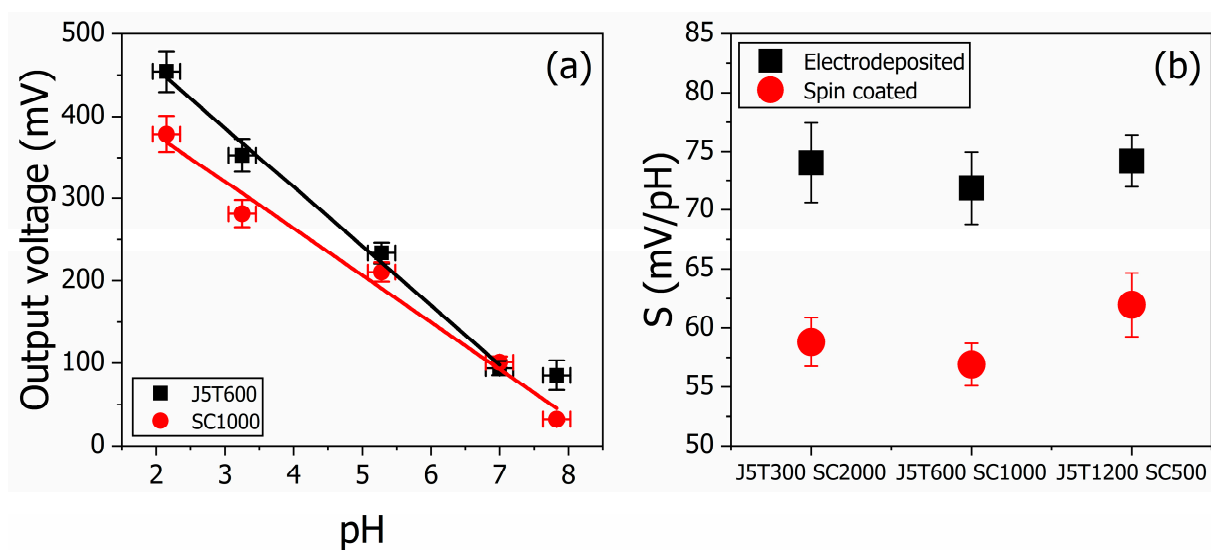 Output voltage (mV)
500
400
300
200
100
0
(a)
J5T600
SC1000
2 3 4 5 6 7 8
pH
S (mV/pH)
85
80
75
70
65
60
55
50
Electrodeposited
Spin coated
(b)
J5T300 SC2000 J5T600 SC1000 J5T1200 SC500